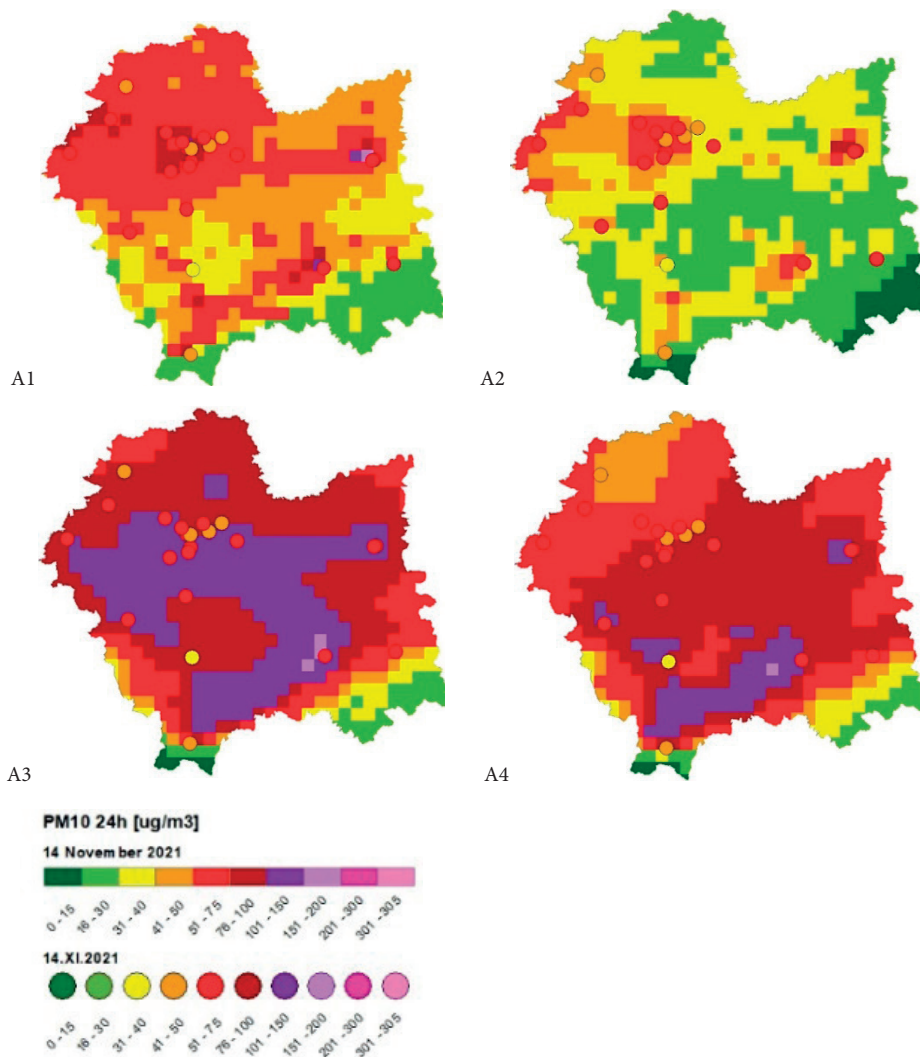 A1
A2
A3
A4
PM10 24h [ug/m3]
14 November 2021
0 - 15 16 - 30 31 - 40 41 - 50 51 - 75 76 - 100 101 - 150 151 - 200 201 - 300 301 - 305
14.XI.2021
0 - 15 16 - 30 31 - 40 41 - 50 51 - 75 76 - 100 101 - 150 151 - 200 201 - 300 301 - 305